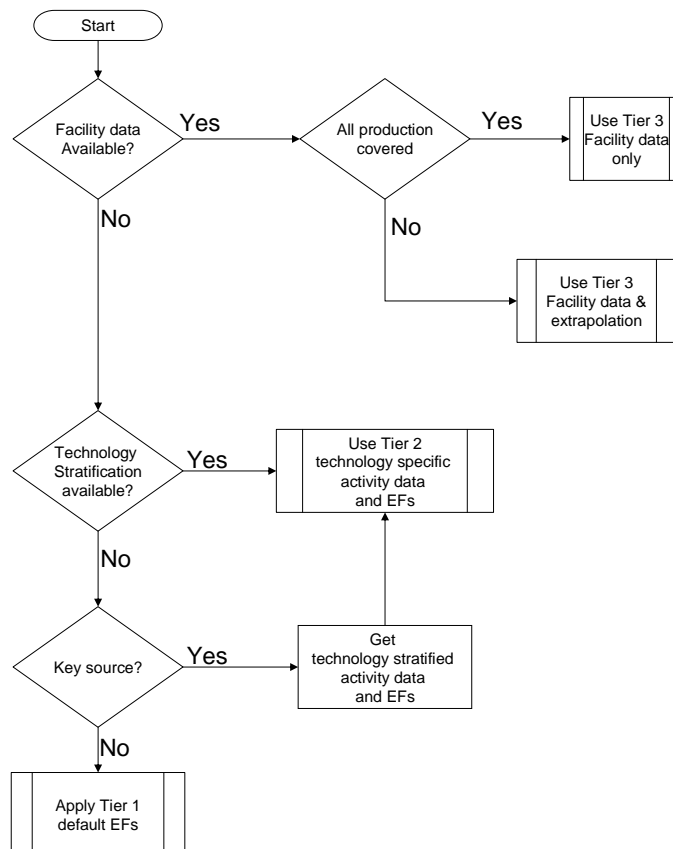 Start
Facility data
Available?
Yes
All production
covered
Yes
Use Tier 3
Facility data
only
No
No
Use Tier 3
Facility data &
extrapolation
Technology
Stratification
available?
Yes
Use Tier 2
technology specific
activity data
and EFs
No
Key source?
Yes
Get
technology stratified
activity data
and EFs
No
Apply Tier 1
default EFs